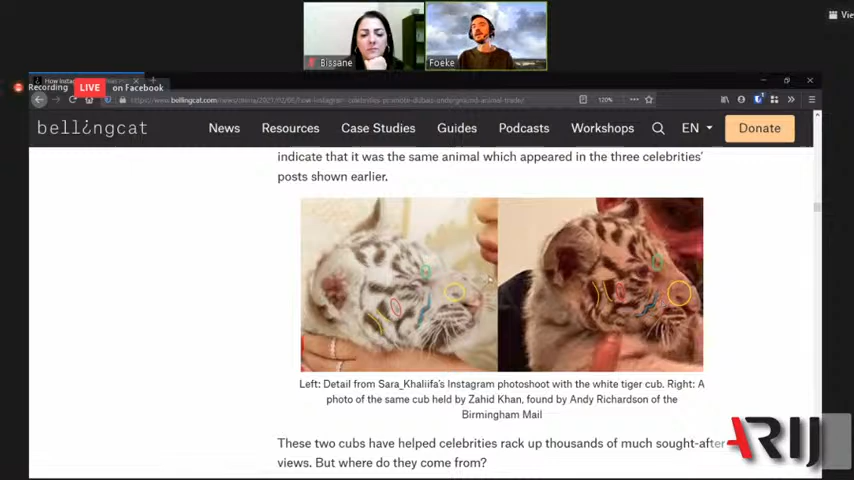 Bissane
Foeke
Recording
LIVE
on Facebook
120%
bellingcat
News
Resources
Case Studies
Guides
Podcasts
Workshops
EN
Donate
indicate that it was the same animal which appeared in the three celebrities'
posts shown earlier.
Left: Detail from Sara_Khaliifa's Instagram photoshoot with the white tiger cub. Right: A
photo of the same cub held by Zahid Khan, found by Andy Richardson of the
Birmingham Mail
These two cubs have helped celebrities rack up thousands of much sought-after
views. But where do they come from?
ARIJ